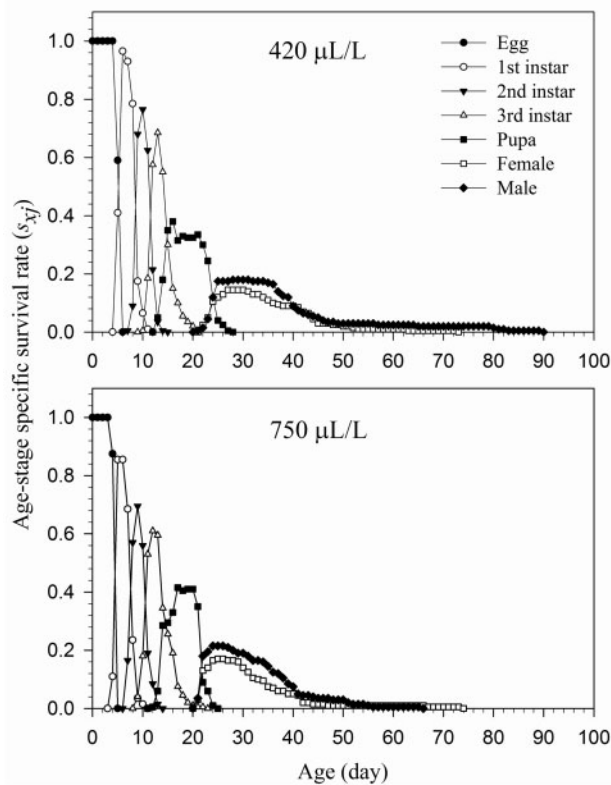 420 μL/L
Egg
1st instar
2nd instar
3rd instar
Pupa
Female
Male
1.0
0.8
0.6
0.4
0.2
0.0
0 10 20 30 40 50 60 70 80 90 100
Age-stage specific survival rate (sxj)
750 μL/L
1.0
0.8
0.6
0.4
0.2
0.0
0 10 20 30 40 50 60 70 80 90 100
Age (day)